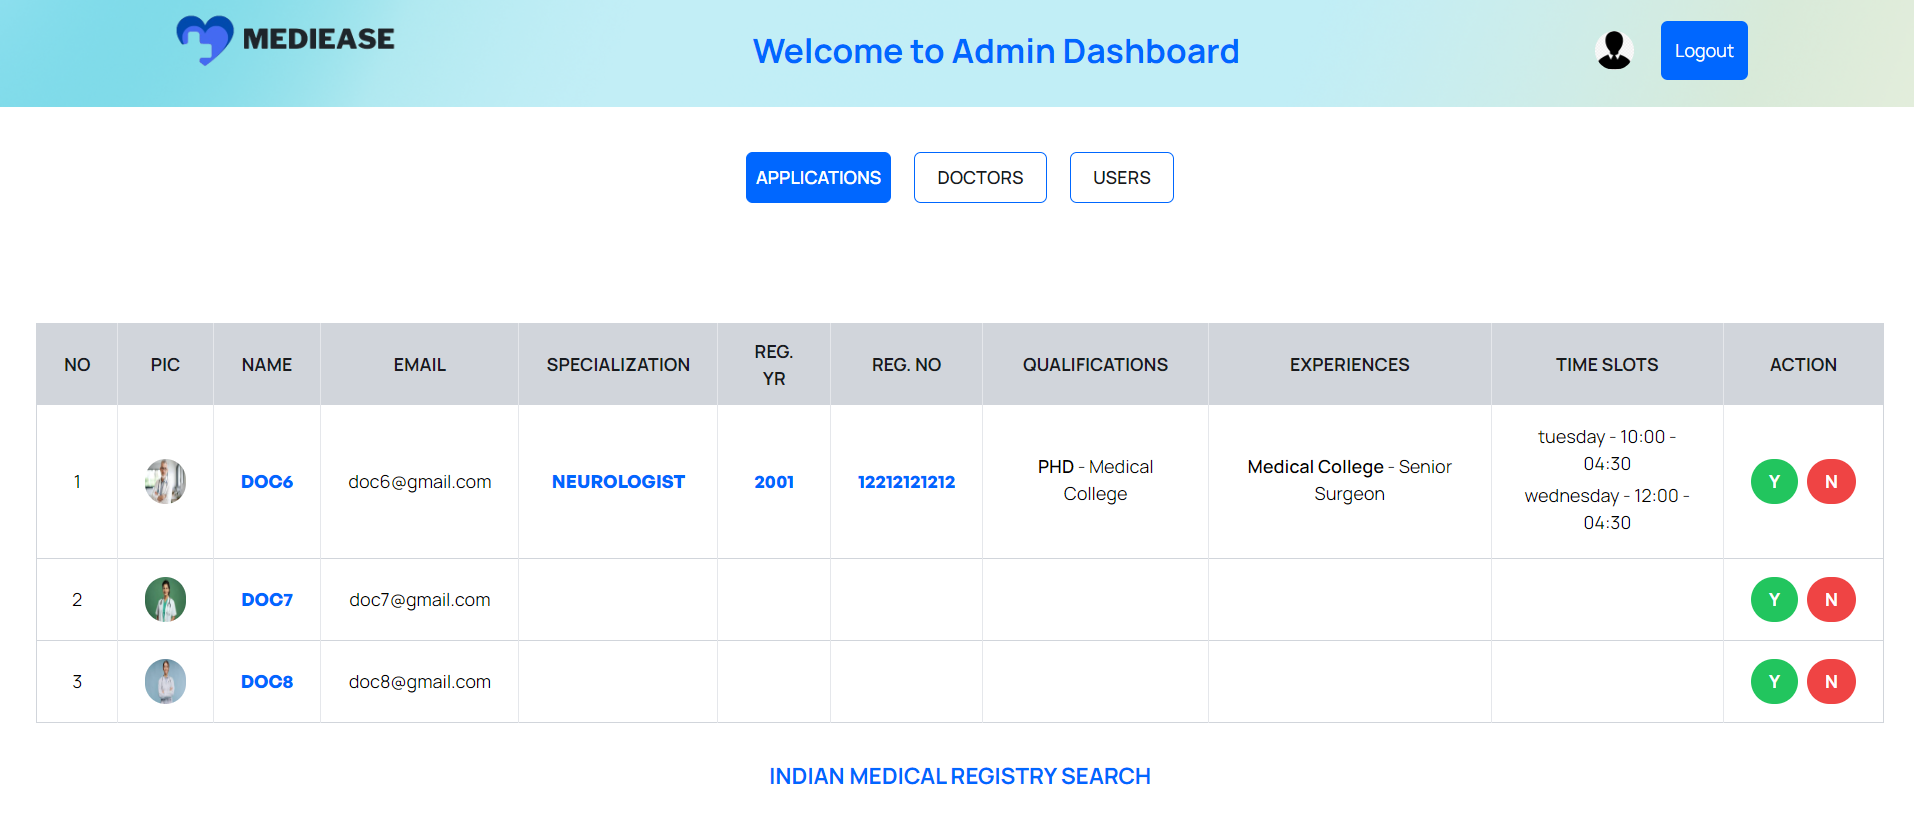 MEDIEASE
Welcome to Admin Dashboard
Logout
APPLICATIONS
DOCTORS
USERS
NO PIC NAME EMAIL SPECIALIZATION REG. YR REG. NO QUALIFICATIONS EXPERIENCES TIME SLOTS ACTION
1 DOC6 doc6@gmail.com NEUROLOGIST 2001 12212121212
PHD - Medical
College
Medical College - Senior
Surgeon
tuesday - 10:00 -
04:30
wednesday - 12:00 -
04:30
Y N
2 DOC7 doc7@gmail.com Y N
3 DOC8 doc8@gmail.com Y N
INDIAN MEDICAL REGISTRY SEARCH